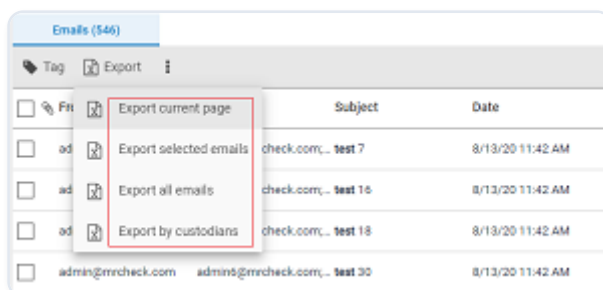 Emails (546)
Tag Export
Fr Subject Date
Export current page
ad check.com;... test 7 8/13/20 11:42 AM
Export selected emails
ad check.com;... test 16 8/13/20 11:42 AM
Export all emails
ad check.com;... test 18 8/13/20 11:42 AM
Export by custodians
admin@mrcheck.com admin6@mrcheck.com;... test 30 8/13/20 11:42 AM